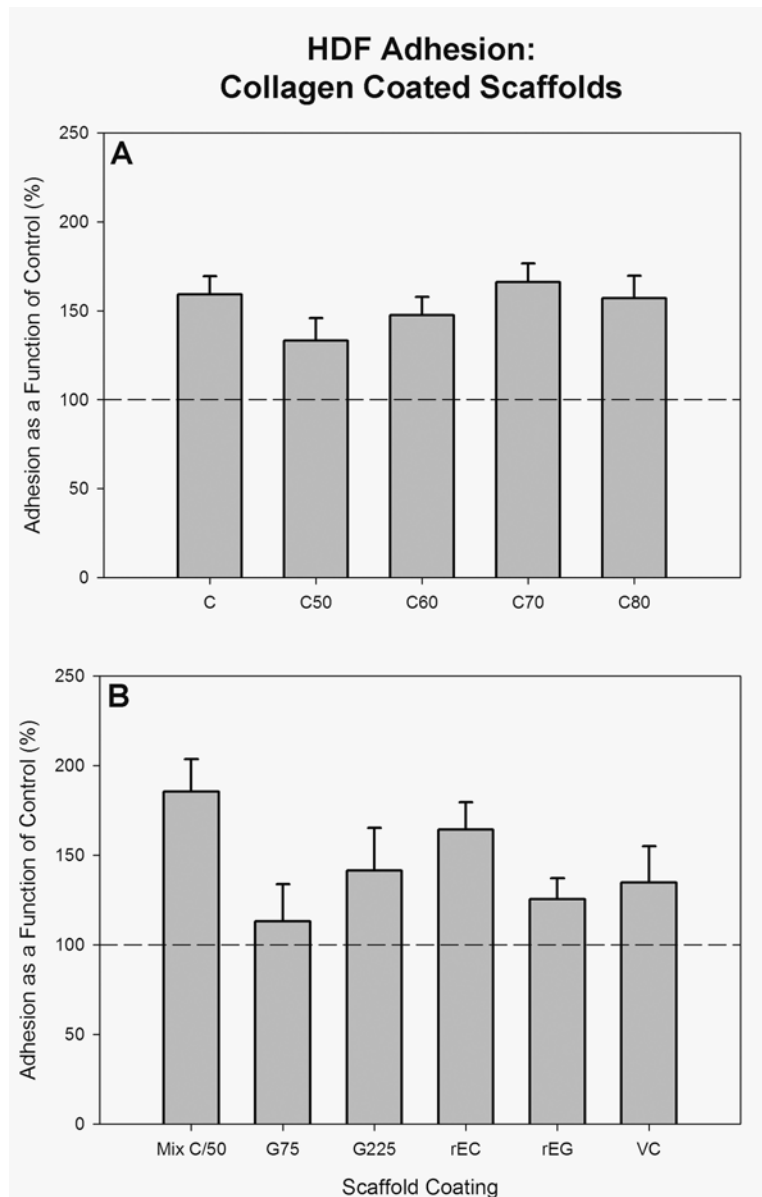 HDF Adhesion:
Collagen Coated Scaffolds
A
Adhesion as a Function of Control (%)
250
200
150
100
50
0
C C50 C60 C70 C80
B
Adhesion as a Function of Control (%)
250
200
150
100
50
0
Mix C/50 G75 G225 rEC rEG VC
Scaffold Coating